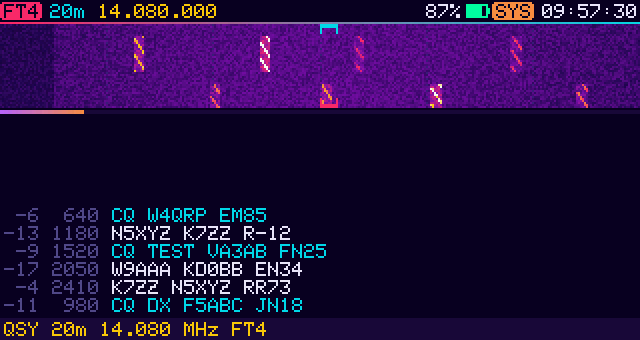 FT4 20m 14.080.000 87% SYS 09:57:30
-6 640 CQ W4QRP EM85
-13 1180 N5XYZ K7ZZ R-12
-9 1520 CQ TEST VA3AB FN25
-17 2050 W9AAA KD0BB EN34
-4 2410 K7ZZ N5XYZ RR73
-11 980 CQ DX F5ABC JN18
QSY 20m 14.080 MHz FT4